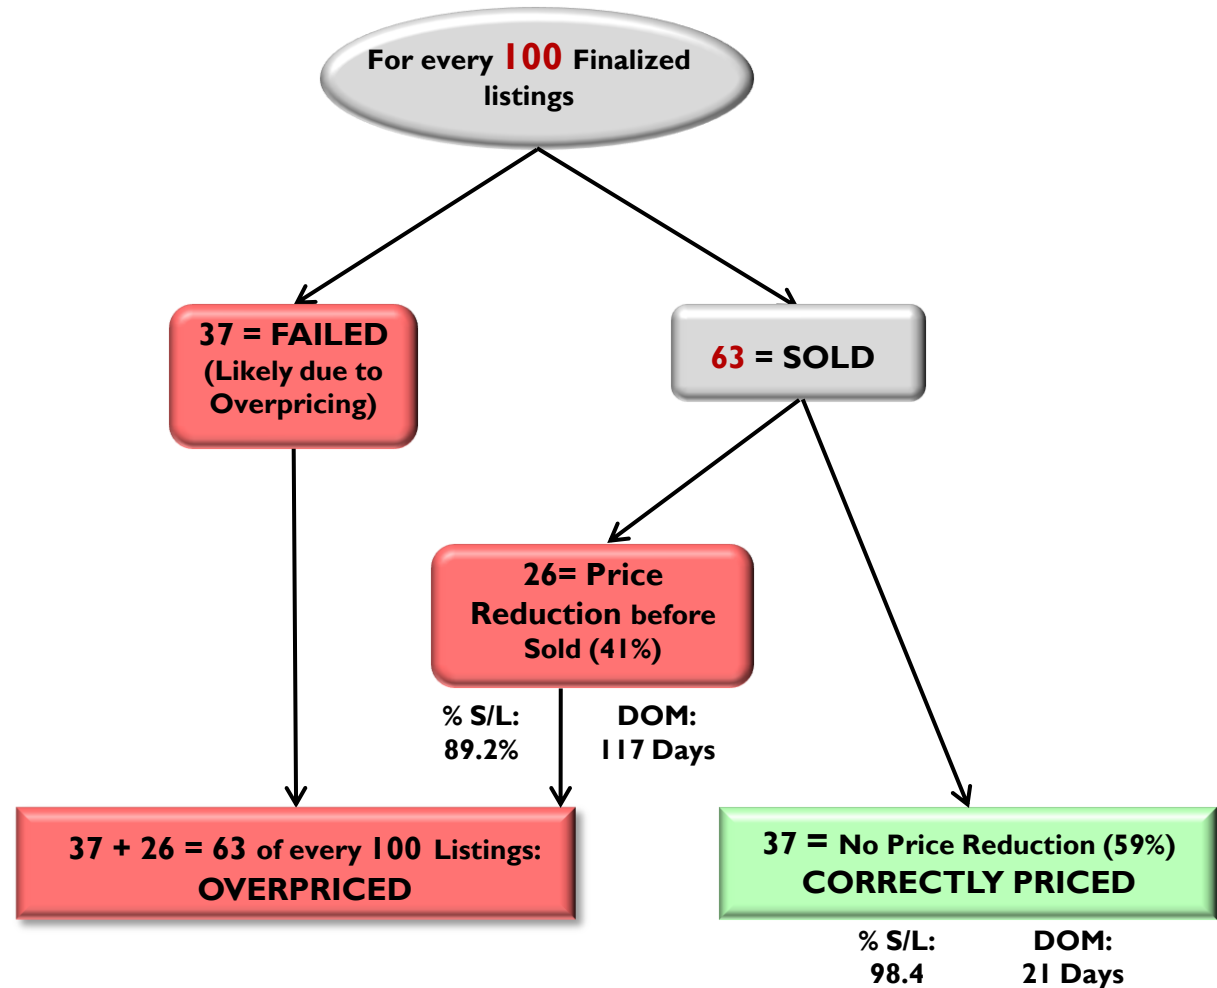 For every 100 Finalized
listings
37 = FAILED
(Likely due to
Overpricing)
63 = SOLD
26= Price
Reduction before
Sold (41%)
% S/L:
89.2%
DOM:
117 Days
37 + 26 = 63 of every 100 Listings:
OVERPRICED
37 = No Price Reduction (59%)
CORRECTLY PRICED
% S/L:
98.4
DOM:
21 Days